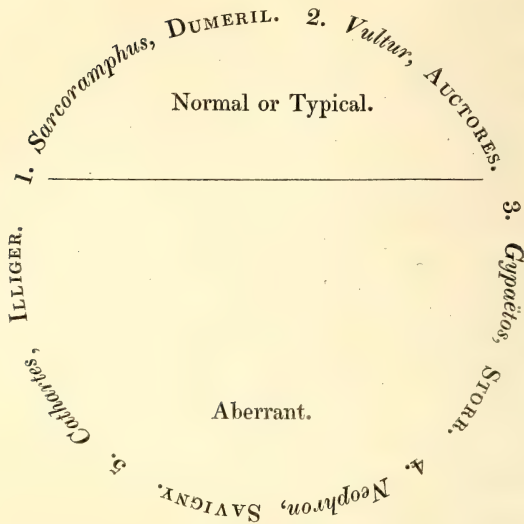 1. Sarcoramphus, DUMERIL.
2. Vultur, AUCTORES.
Normal or Typical.
3. Gypaëtos, STORR.
Aberrant.
4. Neophron, SAVIGNY.
5. Cathartes, ILLIGER.